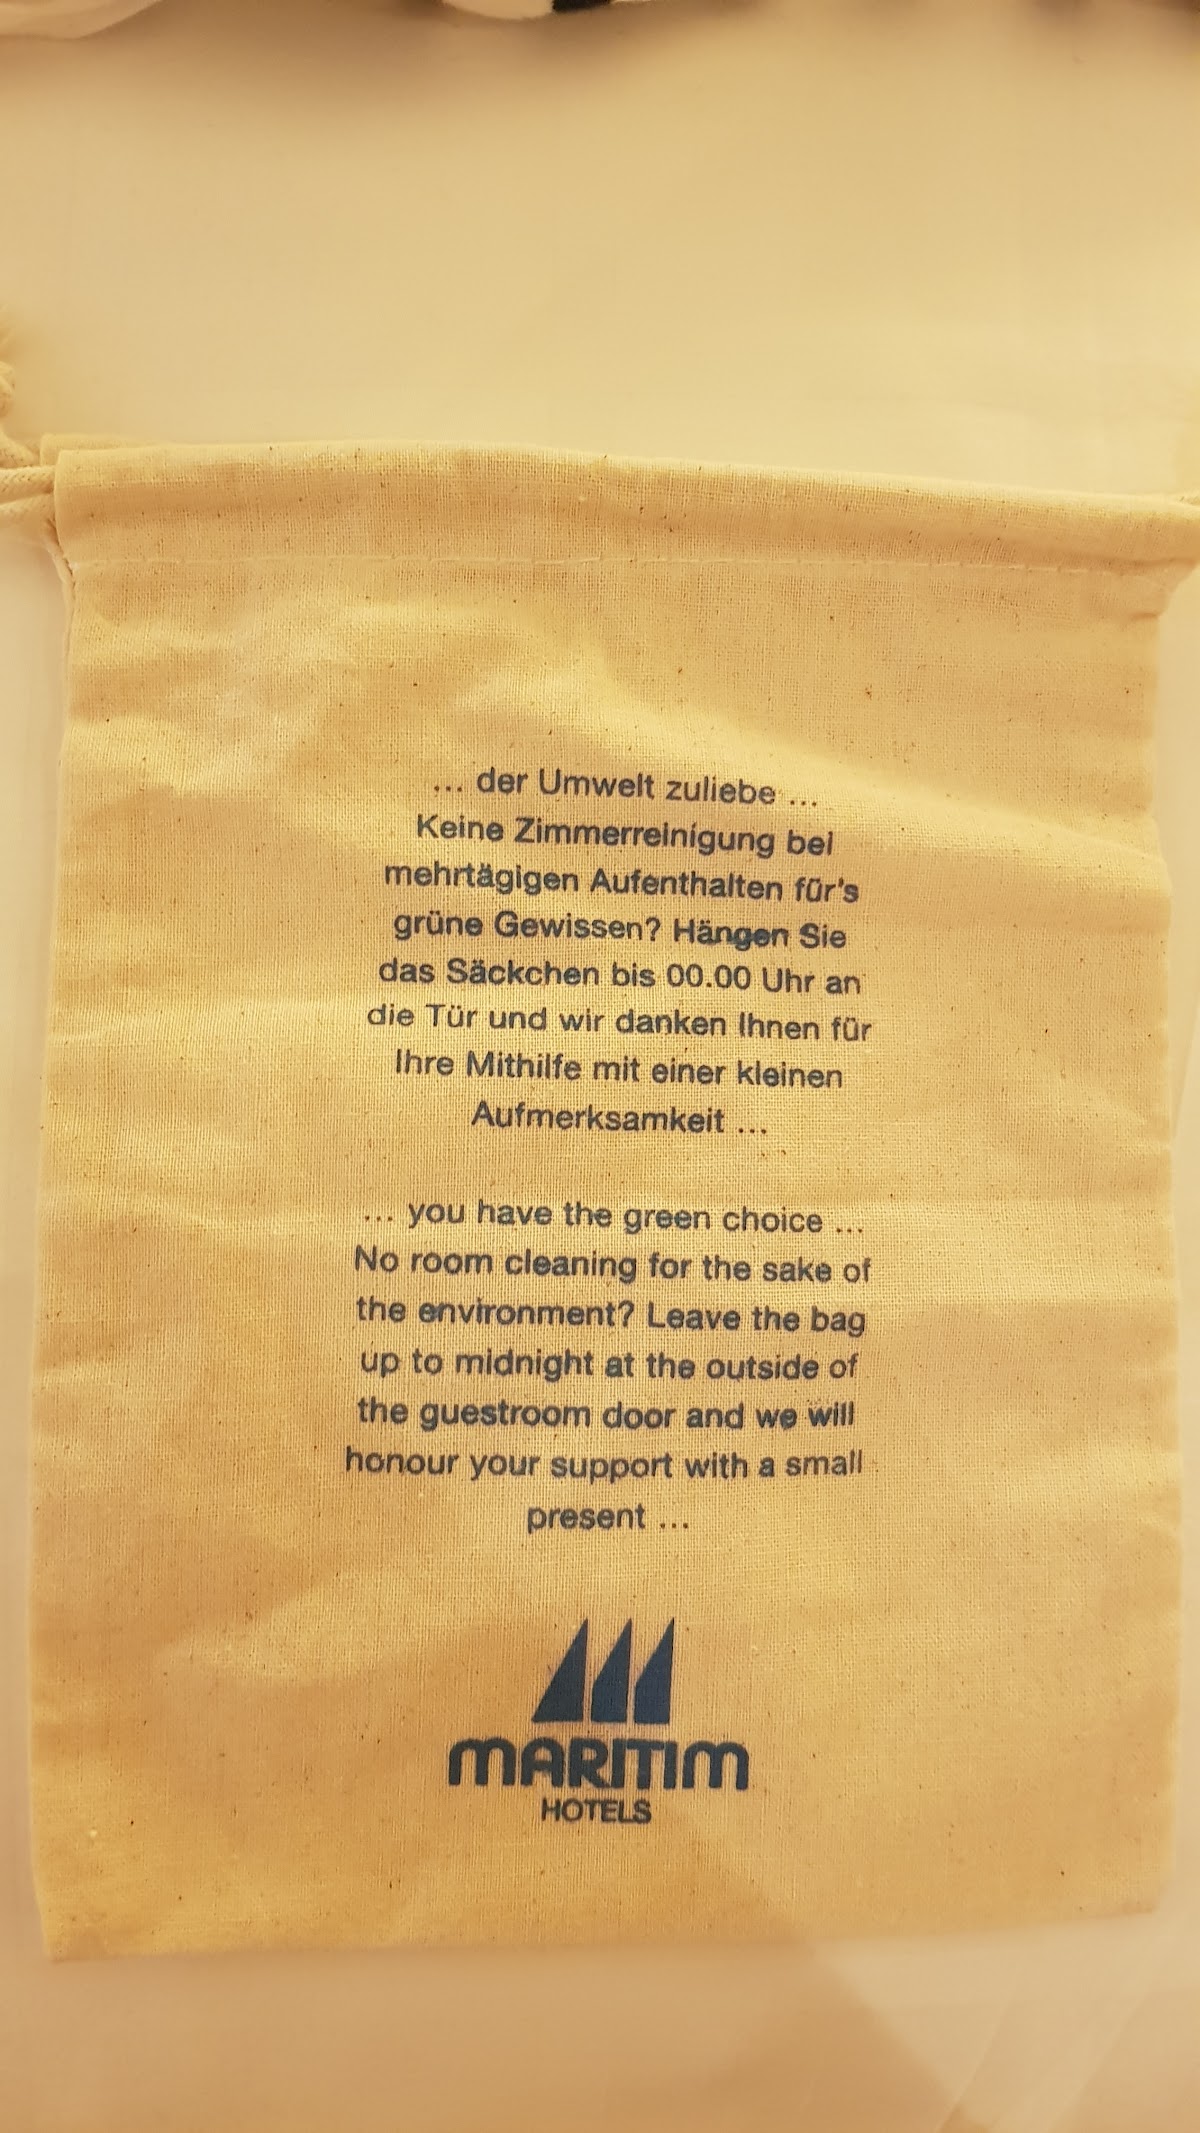 ... der Umwelt zuliebe ...
Keine Zimmerreinigung bei
mehrtägigen Aufenthalten für's
grüne Gewissen? Hängen Sie
das Säckchen bis 00.00 Uhr an
die Tür und wir danken Ihnen für
Ihre Mithilfe mit einer kleinen
Aufmerksamkeit ...
... you have the green choice ...
No room cleaning for the sake of
the environment? Leave the bag
up to midnight at the outside of
the guestroom door and we will
honour your support with a small
present ...
MARITIM
HOTELS